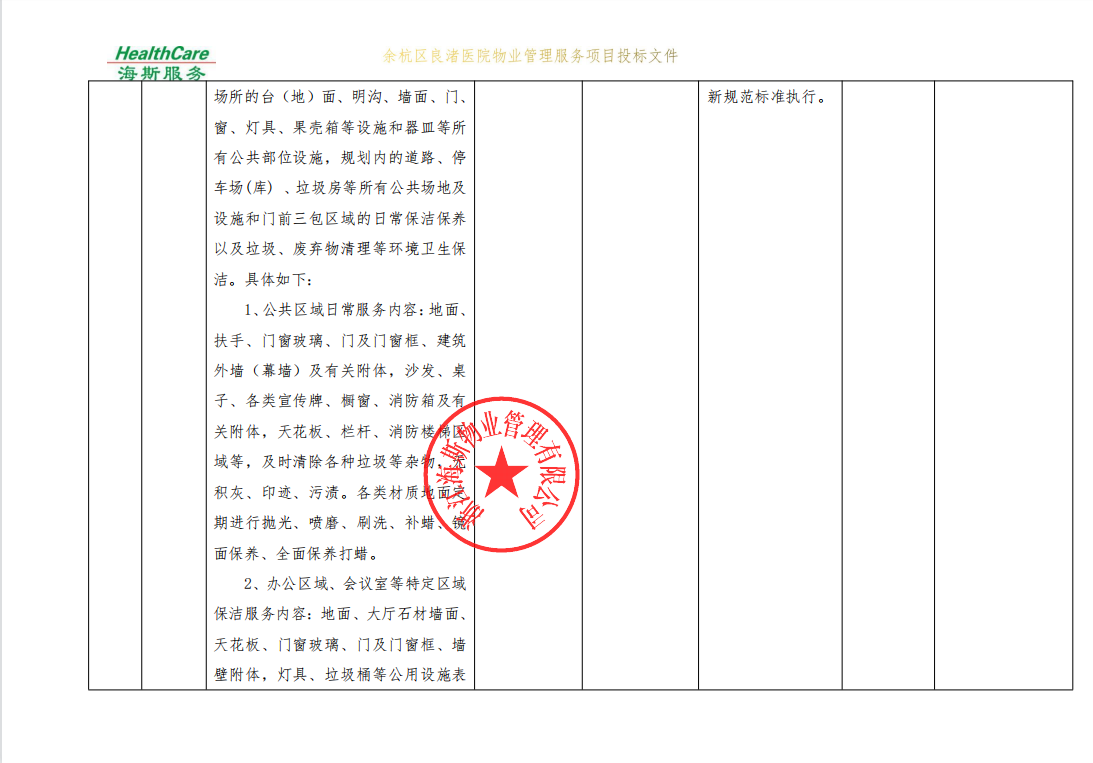 HealthCare
海斯服务
余杭区良渚医院物业管理服务项目投标文件
场所的台（地）面、明沟、墙面、门、
窗、灯具、果壳箱等设施和器皿等所
有公共部位设施，规划内的道路、停
车场(库) 、垃圾房等所有公共场地及
设施和门前三包区域的日常保洁保养
以及垃圾、废弃物清理等环境卫生保
洁。具体如下:
1、公共区域日常服务内容: 地面、
扶手、门窗玻璃、门及门窗框、建筑
外墙（幕墙）及有关附体，沙发、桌
子、各类宣传牌、橱窗、消防箱及有
关附体，天花板、栏杆、消防楼梯区
域等，及时清除各种垃圾等杂物，无
积灰、印迹、污渍。各类材质地面定
期进行抛光、喷磨、刷洗、补蜡、镜
面保养、全面保养打蜡。
2、办公区域、会议室等特定区域
保洁服务内容: 地面、大厅石材墙面、
天花板、门窗玻璃、门及门窗框、墙
壁附体，灯具、垃圾桶等公用设施表
新规范标准执行。
浙江海斯物业管理有限公司